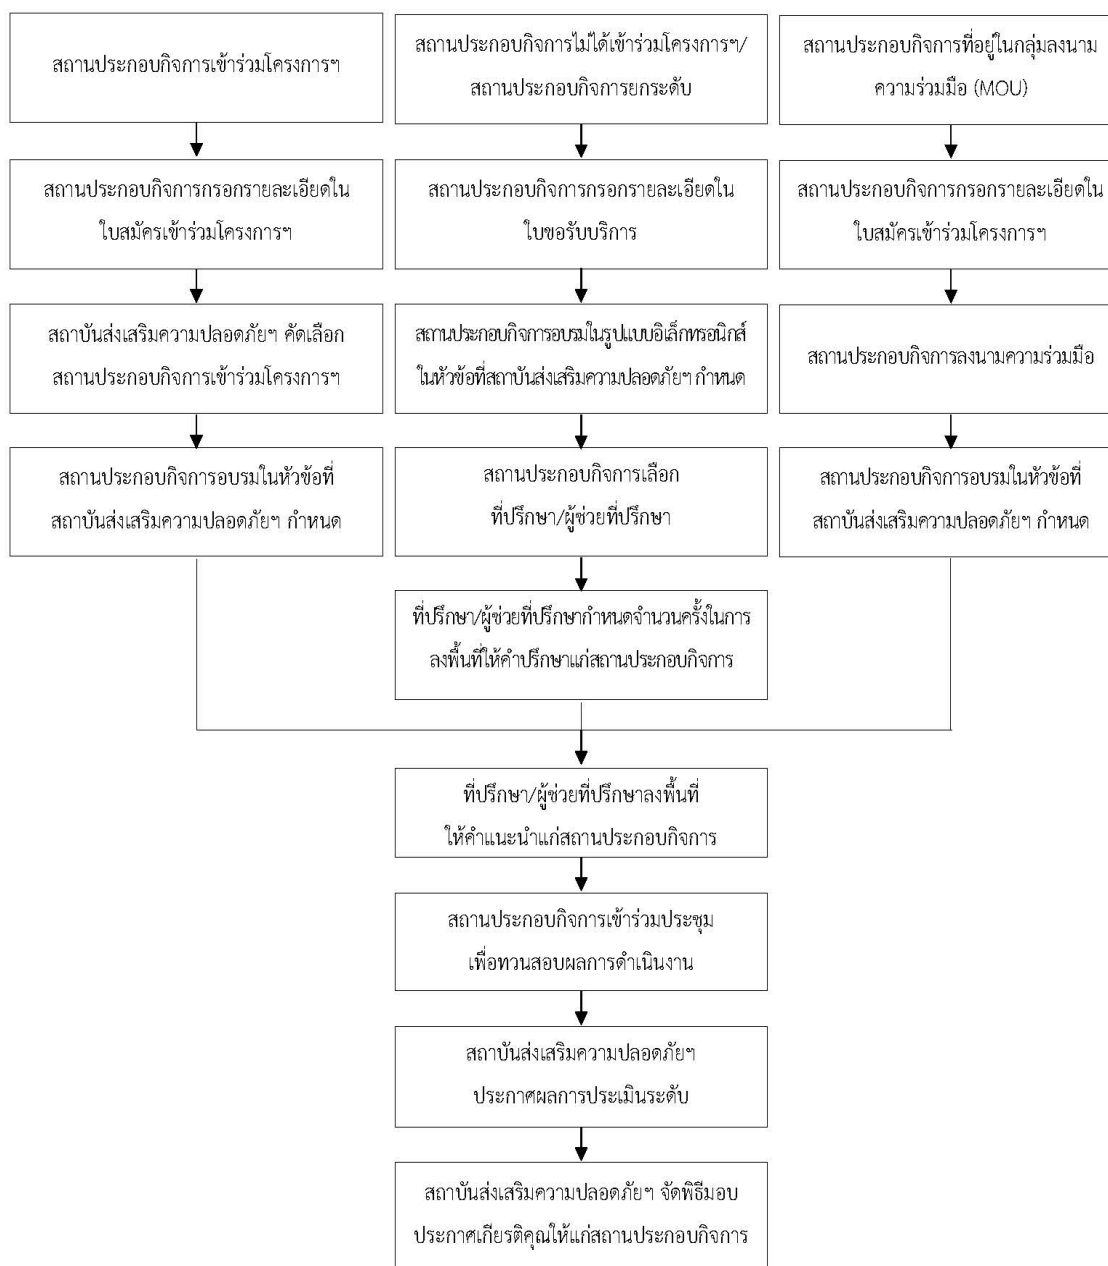 สถานประกอบกิจการเข้าร่วมโครงการฯ
สถานประกอบกิจการไม่ได้เข้าร่วมโครงการฯ/
สถานประกอบกิจการยกระดับ
สถานประกอบกิจการที่อยู่ในกลุ่มลงนาม
ความร่วมมือ (MOU)
สถานประกอบกิจการกรอกรายละเอียดใน
ใบสมัครเข้าร่วมโครงการฯ
สถานประกอบกิจการกรอกรายละเอียดใน
ใบขอรับบริการ
สถานประกอบกิจการกรอกรายละเอียดใน
ใบสมัครเข้าร่วมโครงการฯ
สถาบันส่งเสริมความปลอดภัยฯ คัดเลือก
สถานประกอบกิจการเข้าร่วมโครงการฯ
สถานประกอบกิจการอบรมในรูปแบบอิเล็กทรอนิกส์
ในหัวข้อที่สถาบันส่งเสริมความปลอดภัยฯ กำหนด
สถานประกอบกิจการลงนามความร่วมมือ
สถานประกอบกิจการอบรมในหัวข้อที่
สถาบันส่งเสริมความปลอดภัยฯ กำหนด
สถานประกอบกิจการเลือก
ที่ปรึกษา/ผู้ช่วยที่ปรึกษา
สถานประกอบกิจการอบรมในหัวข้อที่
สถาบันส่งเสริมความปลอดภัยฯ กำหนด
ที่ปรึกษา/ผู้ช่วยที่ปรึกษากำหนดจำนวนครั้งในการ
ลงพื้นที่ให้คำปรึกษาแก่สถานประกอบกิจการ
ที่ปรึกษา/ผู้ช่วยที่ปรึกษาลงพื้นที่
ให้คำแนะนำแก่สถานประกอบกิจการ
สถานประกอบกิจการเข้าร่วมประชุม
เพื่อทวนสอบผลการดำเนินงาน
สถาบันส่งเสริมความปลอดภัยฯ
ประกาศผลการประเมินระดับ
สถาบันส่งเสริมความปลอดภัยฯ จัดพิธีมอบ
ประกาศเกียรติคุณให้แก่สถานประกอบกิจการ